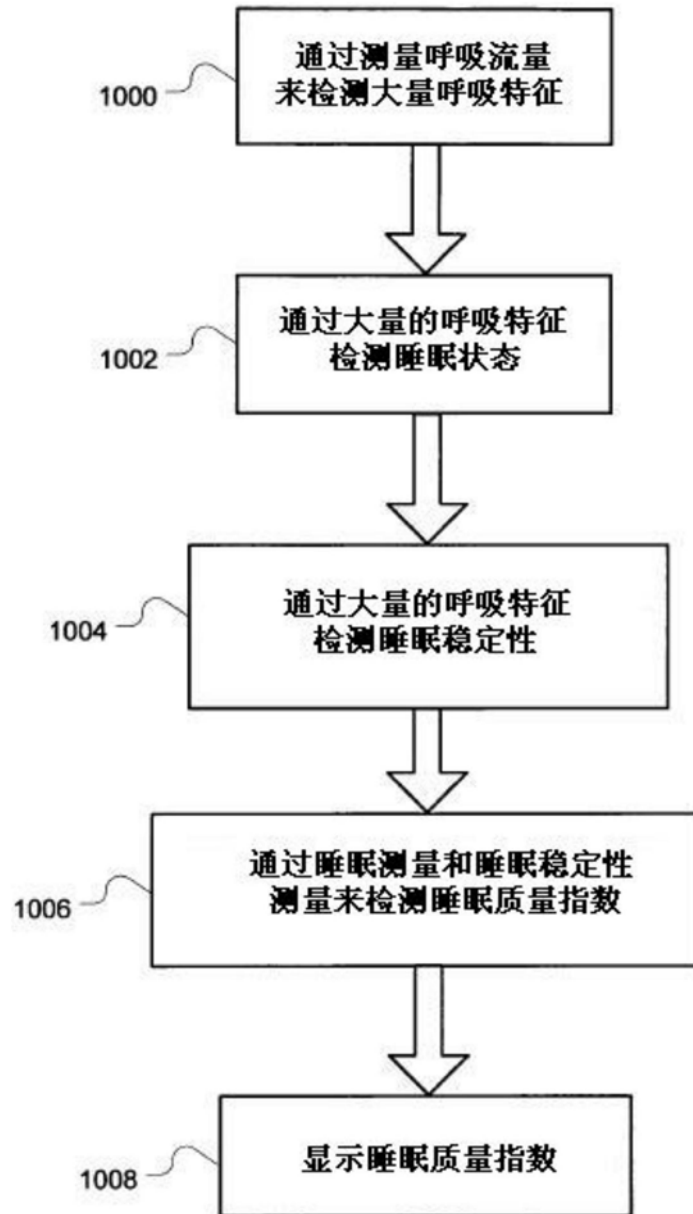 1000
通过测量呼吸流量
来检测大量呼吸特征
1002
通过大量的呼吸特征
检测睡眠状态
1004
通过大量的呼吸特征
检测睡眠稳定性
1006
通过睡眠测量和睡眠稳定性
测量来检测睡眠质量指数
1008
显示睡眠质量指数